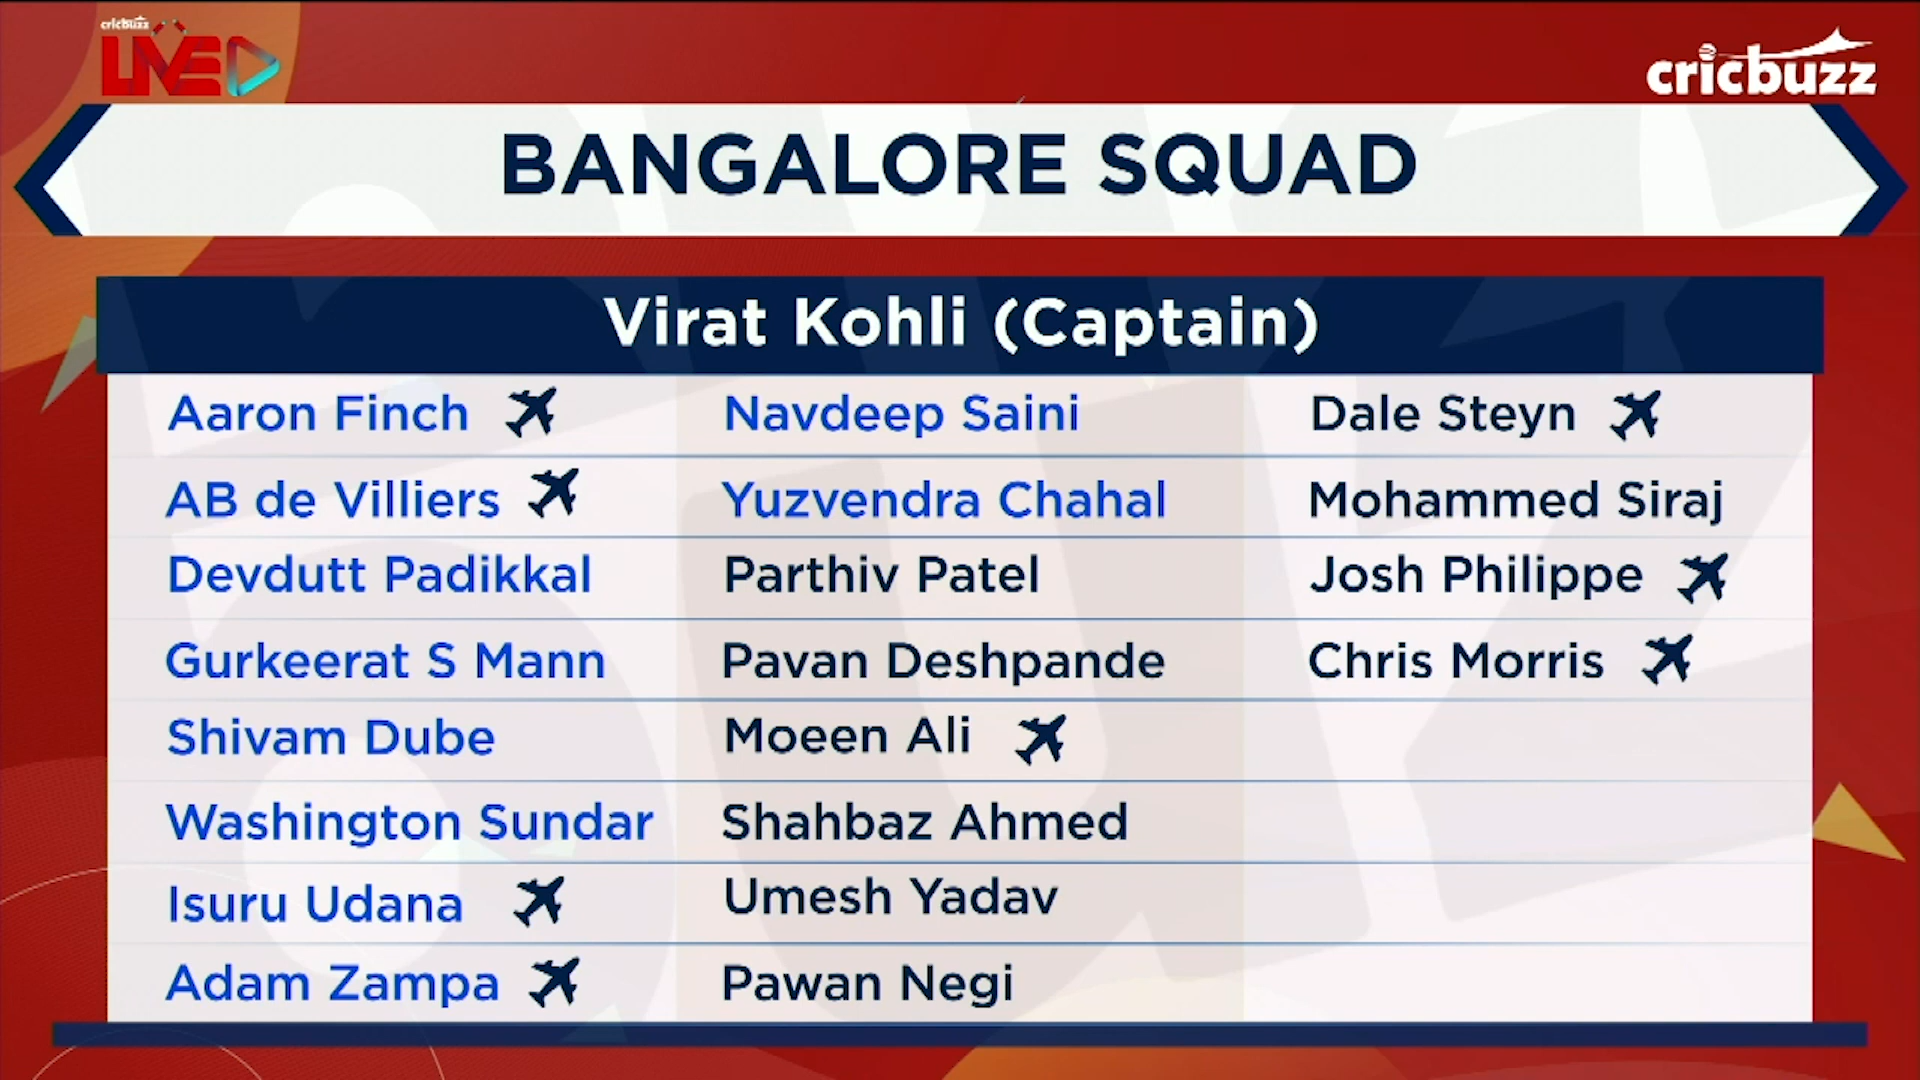 cricbuzz
LIVE
cricbuzz
BANGALORE SQUAD
Virat Kohli (Captain)
Aaron Finch
Navdeep Saini
Dale Steyn
AB de Villiers
Yuzvendra Chahal
Mohammed Siraj
Devdutt Padikkal
Parthiv Patel
Josh Philippe
Gurkeerat S Mann
Pavan Deshpande
Chris Morris
Shivam Dube
Moeen Ali
Washington Sundar
Shahbaz Ahmed
Isuru Udana
Umesh Yadav
Adam Zampa
Pawan Negi